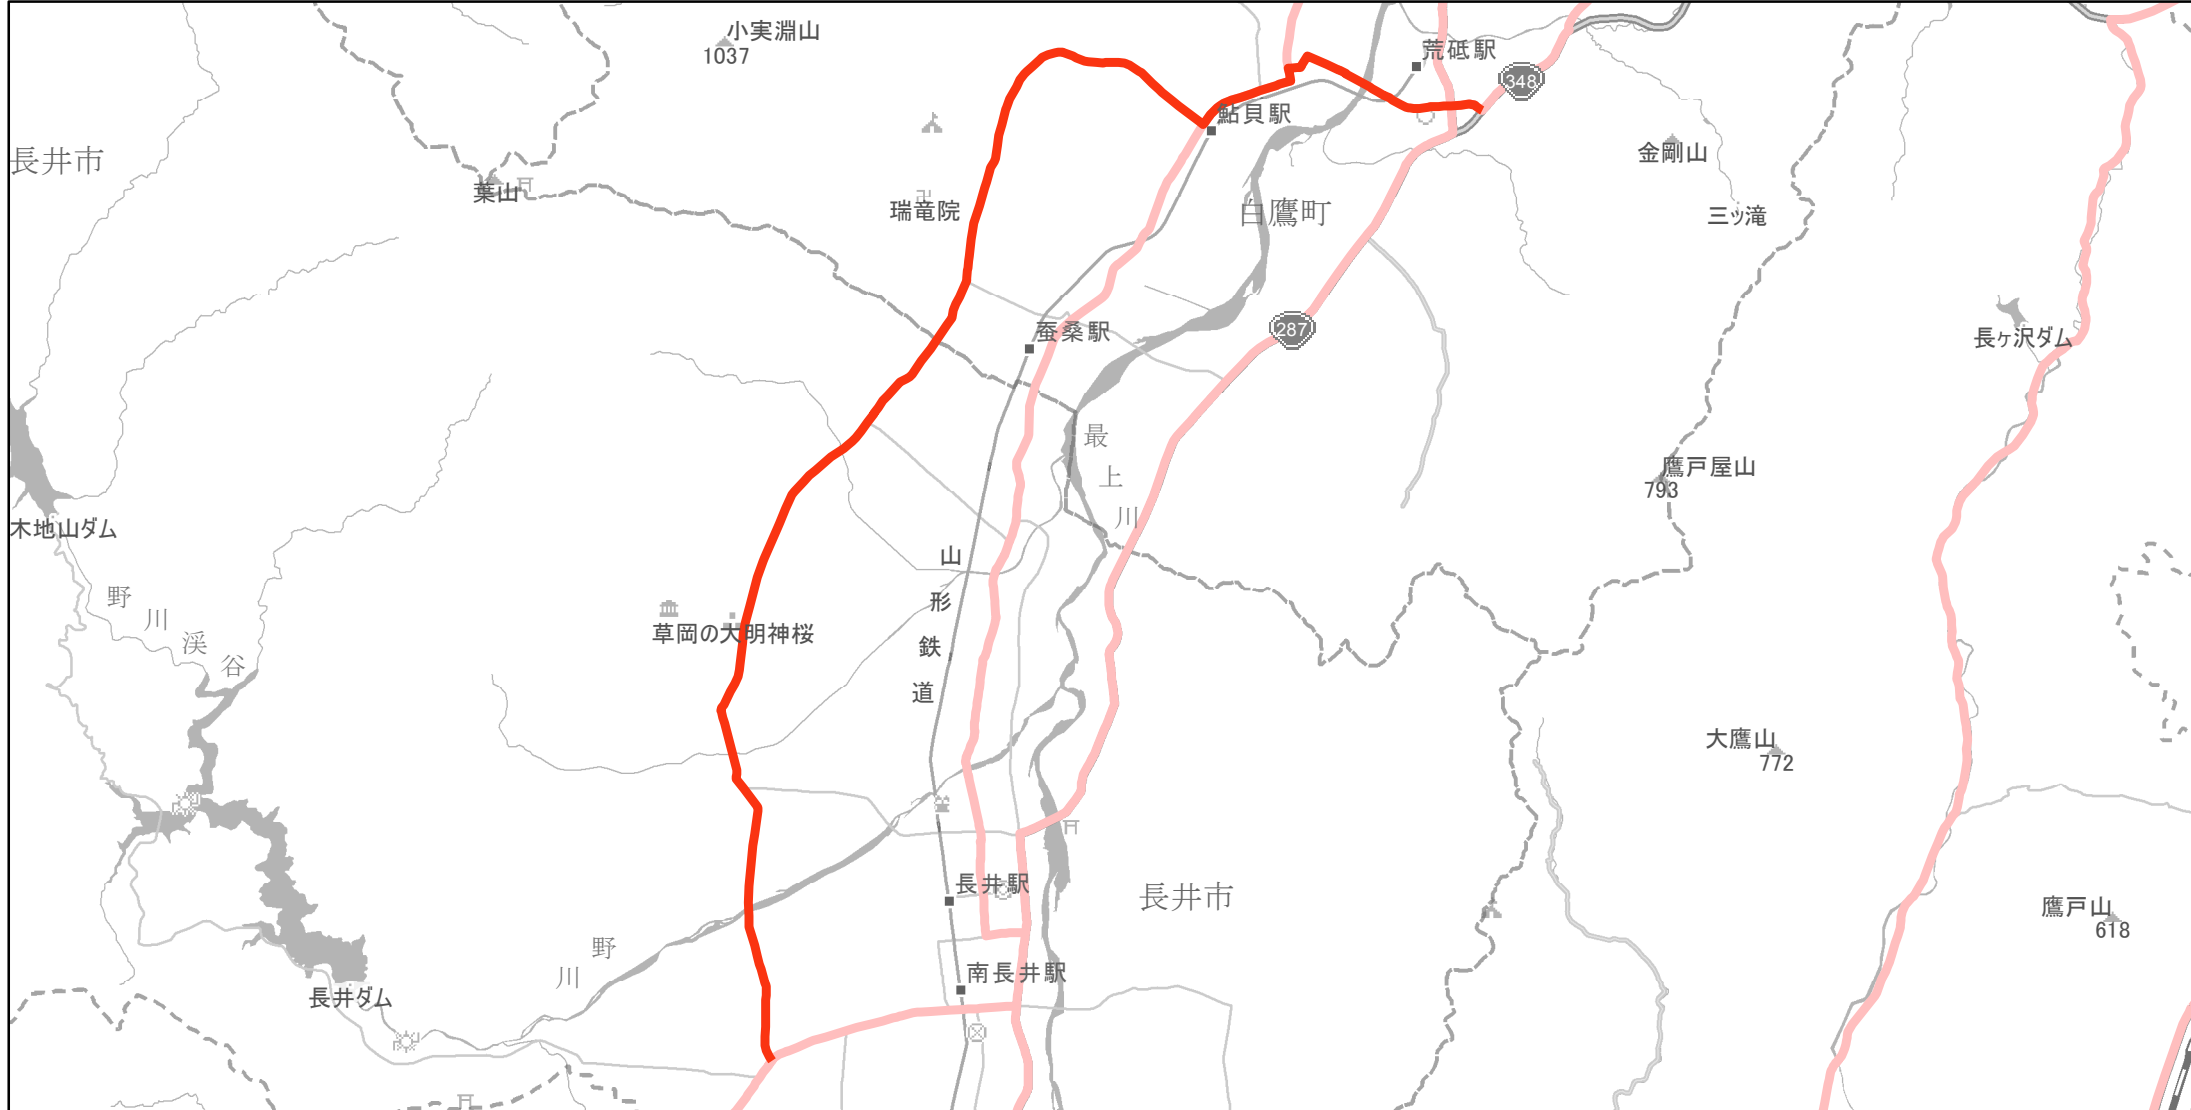 小実淵山
1037
荒砥駅
348
鮎貝駅
長井市
金剛山
葉山
瑞竜院
白鷹町
三ッ滝
蚕桑駅
287
長ヶ沢ダム
最上川
鷹戸屋山
793
木地山ダム
山形鉄道
野川渓谷
草岡の大明神桜
大鷹山
772
長井駅
長井市
鷹戸山
618
野川
南長井駅
長井ダム